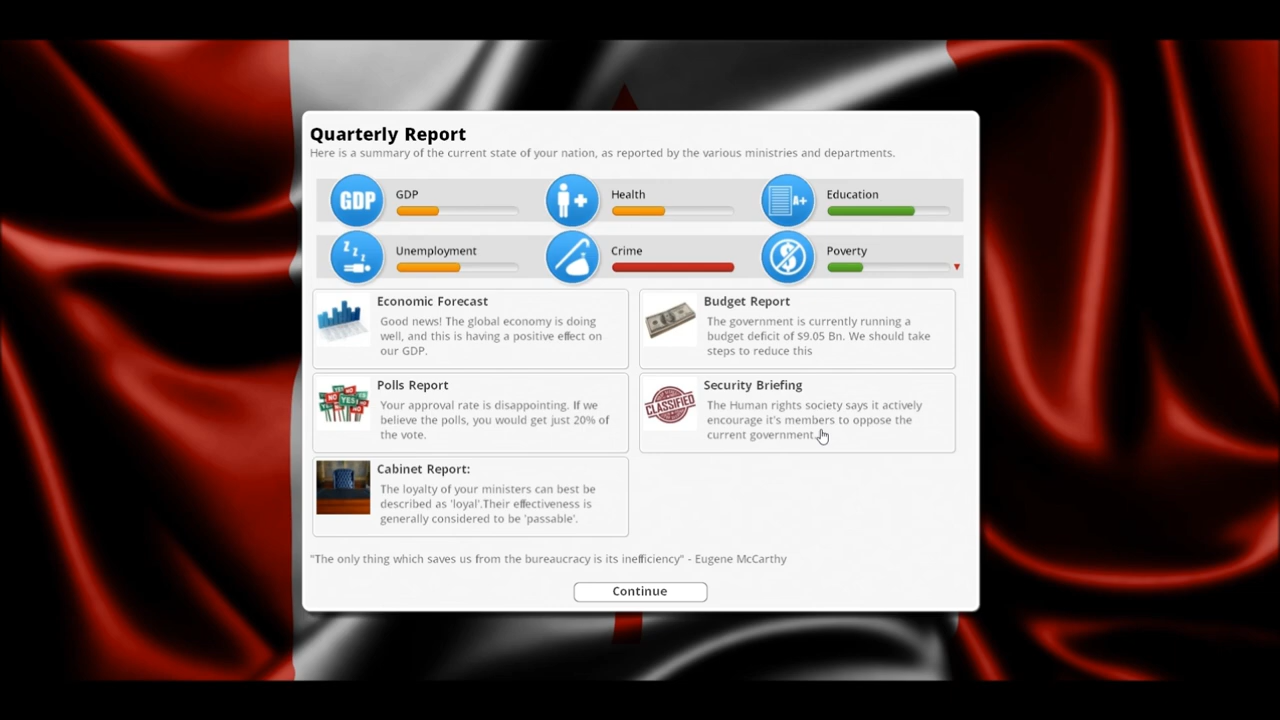 Quarterly Report
Here is a summary of the current state of your nation, as reported by the various ministries and departments.
GDP GDP
Health
A+ Education
Z Z Z Unemployment
Crime
$ Poverty
Economic Forecast
Good news! The global economy is doing
well, and this is having a positive effect on
our GDP.
Budget Report
The government is currently running a
budget deficit of $9.05 Bn. We should take
steps to reduce this
NO YES! NO
Polls Report
Your approval rate is disappointing. If we
believe the polls, you would get just 20% of
the vote.
CLASSIFIED
Security Briefing
The Human rights society says it actively
encourage it's members to oppose the
current government.
Cabinet Report:
The loyalty of your ministers can best be
described as 'loyal'.Their effectiveness is
generally considered to be 'passable'.
"The only thing which saves us from the bureaucracy is its inefficiency" - Eugene McCarthy
Continue